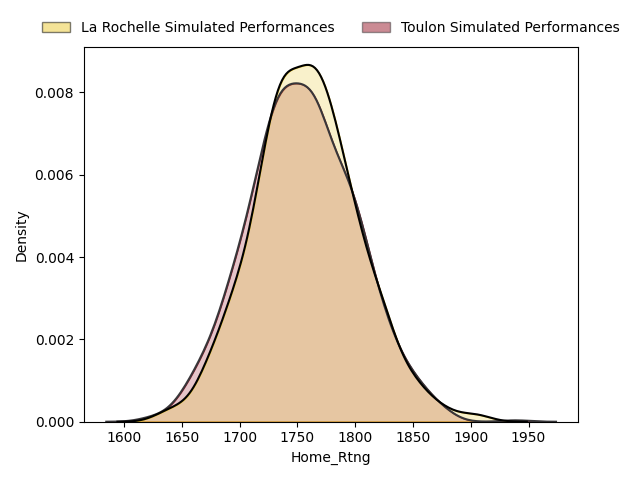 La Rochelle Simulated Performances Toulon Simulated Performances
0.008
0.006
0.004
0.002
0.000
Density
1600 1650 1700 1750 1800 1850 1900 1950
Home_Rtng